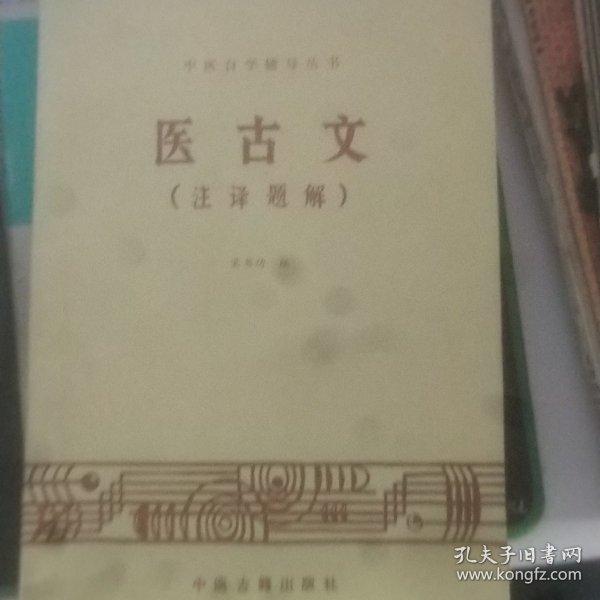 中医自学辅导丛书
医古文
(注译题解)
编
中医古籍出版社
孔夫子旧书网
www.kongfz.com